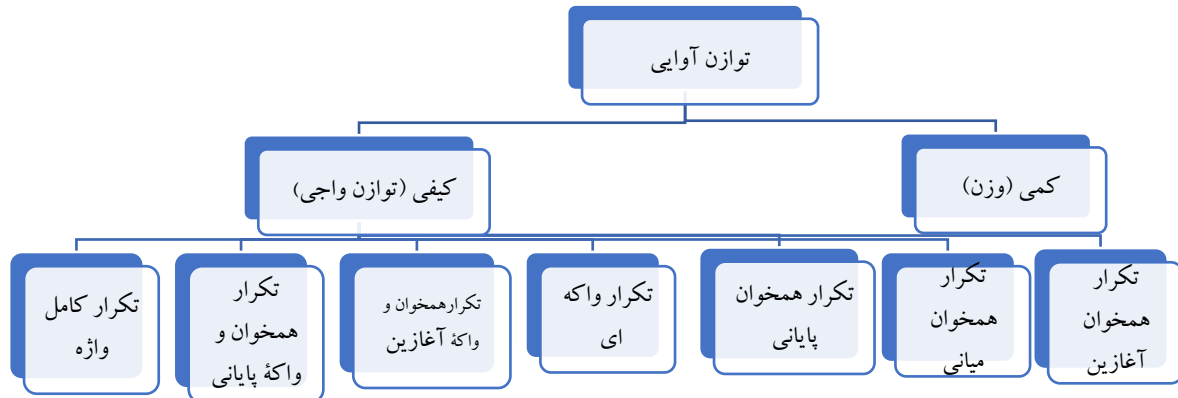 توازن آوایی
کمی (وزن)
کیفی (توازن واجی)
تکرار
همخوان
آغازین
تکرار
همخوان
میانی
تکرار همخوان
پایانی
تکرار واکه
ای
تکرارهمخوان و
واکهٔ آغازین
تکرار
همخوان و
واکهٔ پایانی
تکرار کامل
واژه